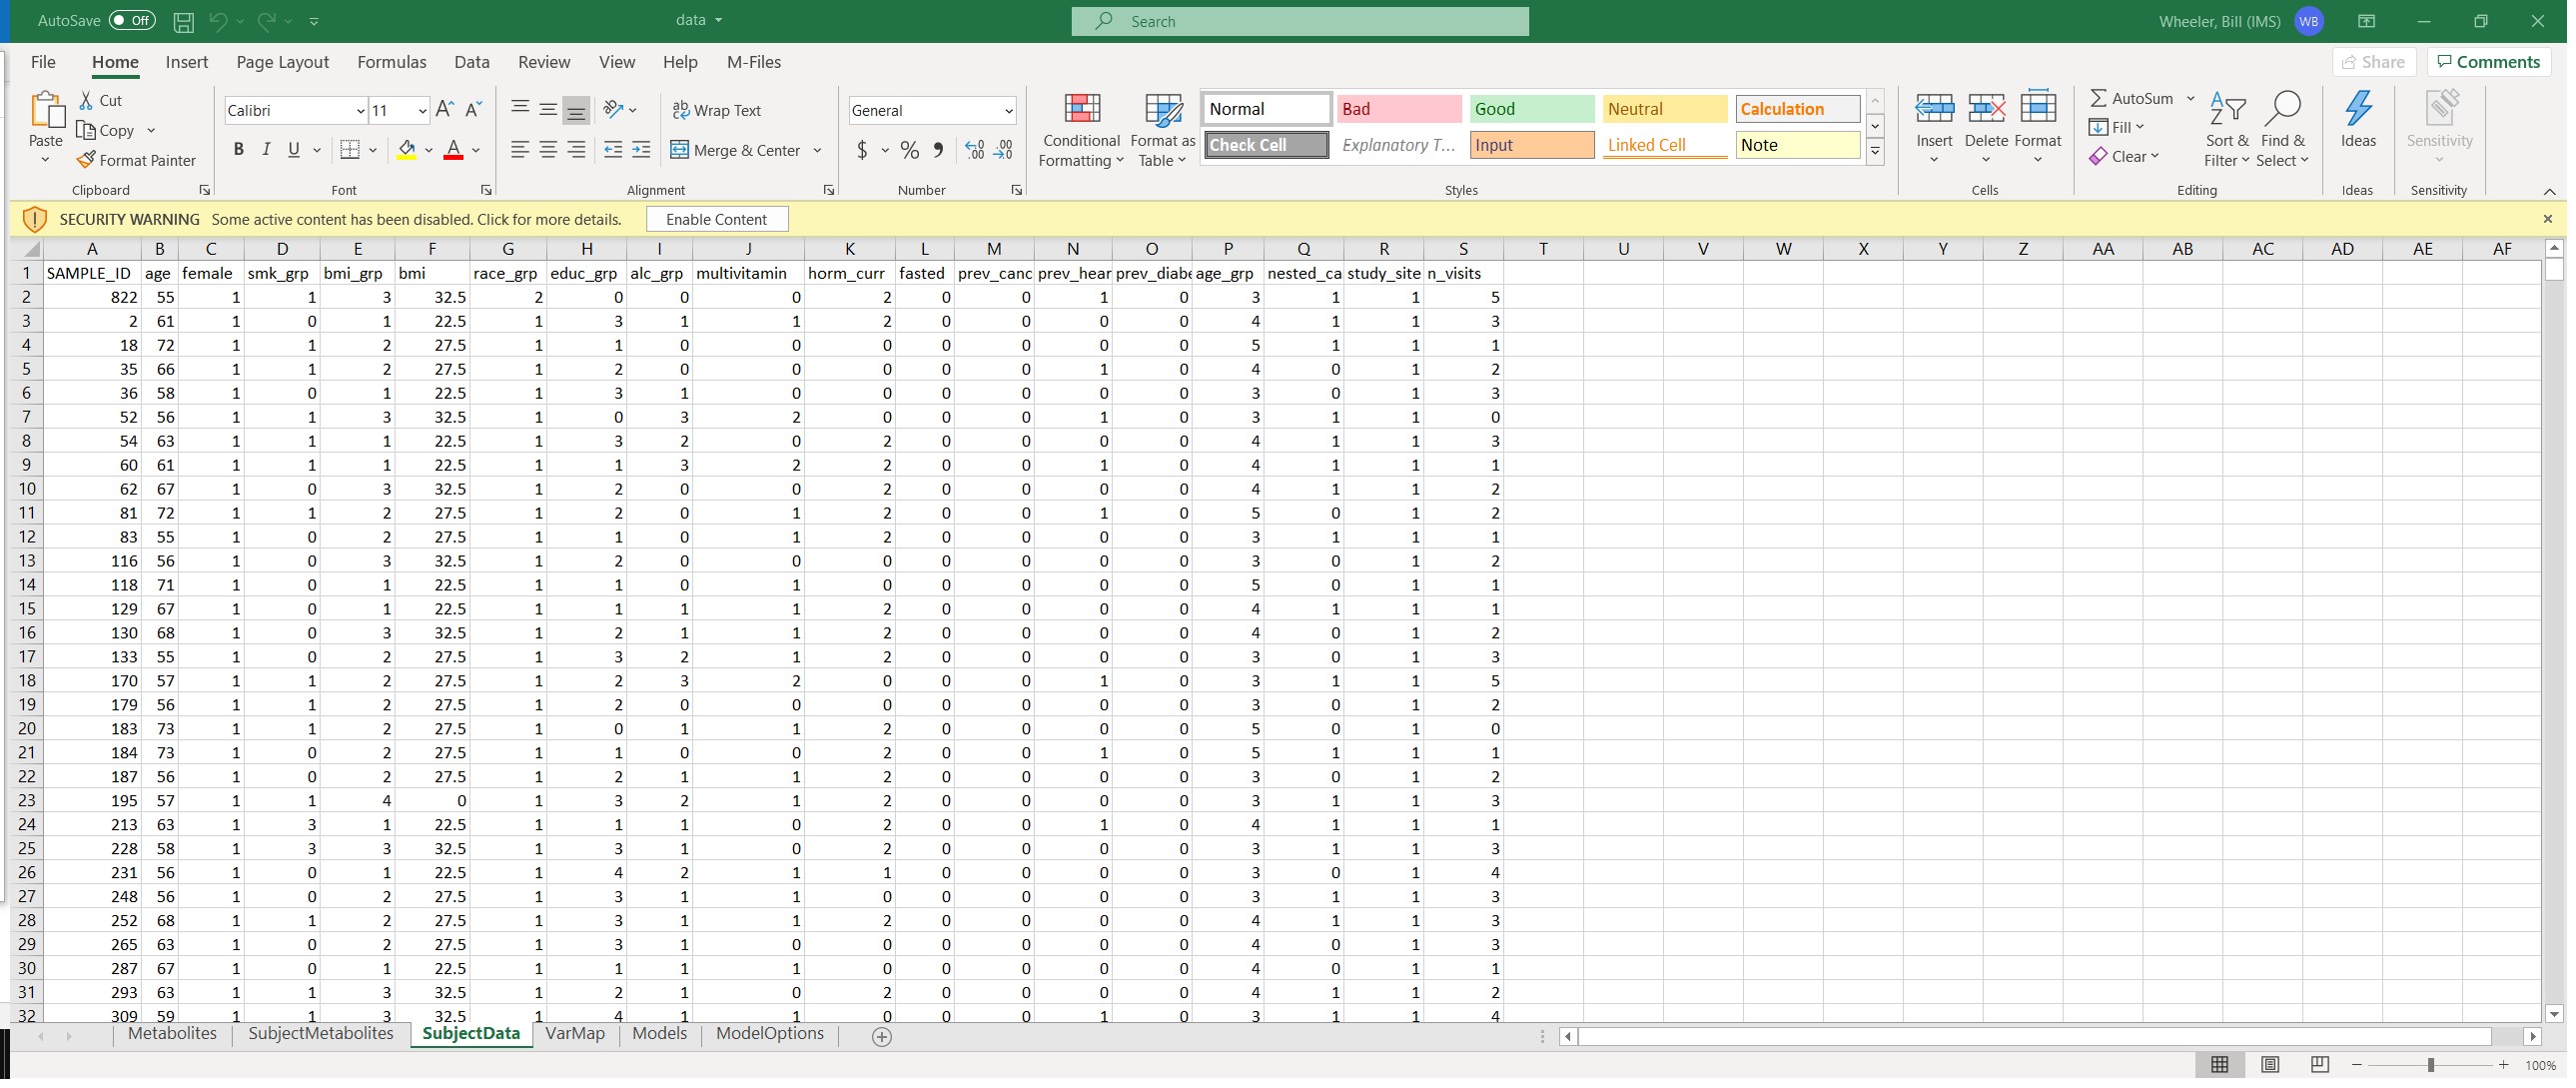 AutoSave Off data Search Wheeler, Bill (IMS) WB
File Home Insert Page Layout Formulas Data Review View Help M-Files Share Comments
Paste Cut Copy Format Painter Clipboard
Calibri 11 A A B I U A Font
ab Wrap Text Merge & Center Alignment
General $ % , Number
Conditional Formatting Format as Table Normal Bad Good Neutral Calculation
Check Cell Explanatory T... Input Linked Cell Note Styles
Insert Delete Format Cells
AutoSum Fill Clear Sort & Filter Find & Select Editing
Ideas Ideas
Sensitivity Sensitivity
SECURITY WARNING Some active content has been disabled. Click for more details. Enable Content
A B C D E F G H I J K L M N O P Q R S T U V W X Y Z AA AB AC AD AE AF
1 SAMPLE_ID age female smk_grp bmi_grp bmi race_grp educ_grp alc_grp multivitamin horm_curr fasted prev_canc prev_hear prev_diabe age_grp nested_ca study_site n_visits
2 822 55 1 1 3 32.5 2 0 0 0 2 0 0 1 0 3 1 1 5
3 2 61 1 0 1 22.5 1 3 1 1 2 0 0 0 0 4 1 1 3
4 18 72 1 1 2 27.5 1 1 0 0 0 0 0 0 0 5 1 1 1
5 35 66 1 1 2 27.5 1 2 0 0 0 0 0 1 0 4 0 1 2
6 36 58 1 0 1 22.5 1 3 1 0 0 0 0 0 0 3 0 1 3
7 52 56 1 1 3 32.5 1 0 3 2 0 0 0 1 0 3 1 1 0
8 54 63 1 1 1 22.5 1 3 2 0 2 0 0 0 0 4 1 1 3
9 60 61 1 1 1 22.5 1 1 3 2 2 0 0 1 0 4 1 1 1
10 62 67 1 0 3 32.5 1 2 0 0 2 0 0 0 0 4 1 1 2
11 81 72 1 1 2 27.5 1 2 0 1 2 0 0 1 0 5 0 1 2
12 83 55 1 0 2 27.5 1 1 0 1 2 0 0 0 0 3 1 1 1
13 116 56 1 0 3 32.5 1 2 0 0 0 0 0 0 0 3 0 1 2
14 118 71 1 0 1 22.5 1 1 0 1 0 0 0 0 0 5 0 1 1
15 129 67 1 0 1 22.5 1 1 1 1 2 0 0 0 0 4 1 1 1
16 130 68 1 0 3 32.5 1 2 1 1 2 0 0 0 0 4 0 1 2
17 133 55 1 0 2 27.5 1 3 2 1 2 0 0 0 0 3 0 1 3
18 170 57 1 1 2 27.5 1 2 3 2 0 0 0 1 0 3 1 1 5
19 179 56 1 1 2 27.5 1 2 0 0 0 0 0 0 0 3 0 1 2
20 183 73 1 1 2 27.5 1 0 1 1 2 0 0 0 0 5 0 1 0
21 184 73 1 0 2 27.5 1 1 0 0 2 0 0 1 0 5 1 1 1
22 187 56 1 0 2 27.5 1 2 1 1 2 0 0 0 0 3 0 1 2
23 195 57 1 1 4 0 1 3 2 1 2 0 0 0 0 3 1 1 3
24 213 63 1 3 1 22.5 1 1 1 0 2 0 0 1 0 4 1 1 1
25 228 58 1 3 3 32.5 1 3 1 0 2 0 0 0 0 3 1 1 3
26 231 56 1 0 1 22.5 1 4 2 1 1 0 0 0 0 3 0 1 4
27 248 56 1 0 2 27.5 1 3 1 1 0 0 0 0 0 3 1 1 3
28 252 68 1 1 2 27.5 1 3 1 1 2 0 0 0 0 4 1 1 3
29 265 63 1 0 2 27.5 1 3 1 0 0 0 0 0 0 4 0 1 3
30 287 67 1 0 1 22.5 1 1 1 1 0 0 0 0 0 4 0 1 1
31 293 63 1 1 3 32.5 1 2 1 0 2 0 0 0 0 4 1 1 2
32 309 59 1 1 3 32.5 1 4 1 1 0 0 0 1 0 3 1 1 4
Metabolites SubjectMetabolites SubjectData VarMap Models ModelOptions
100%